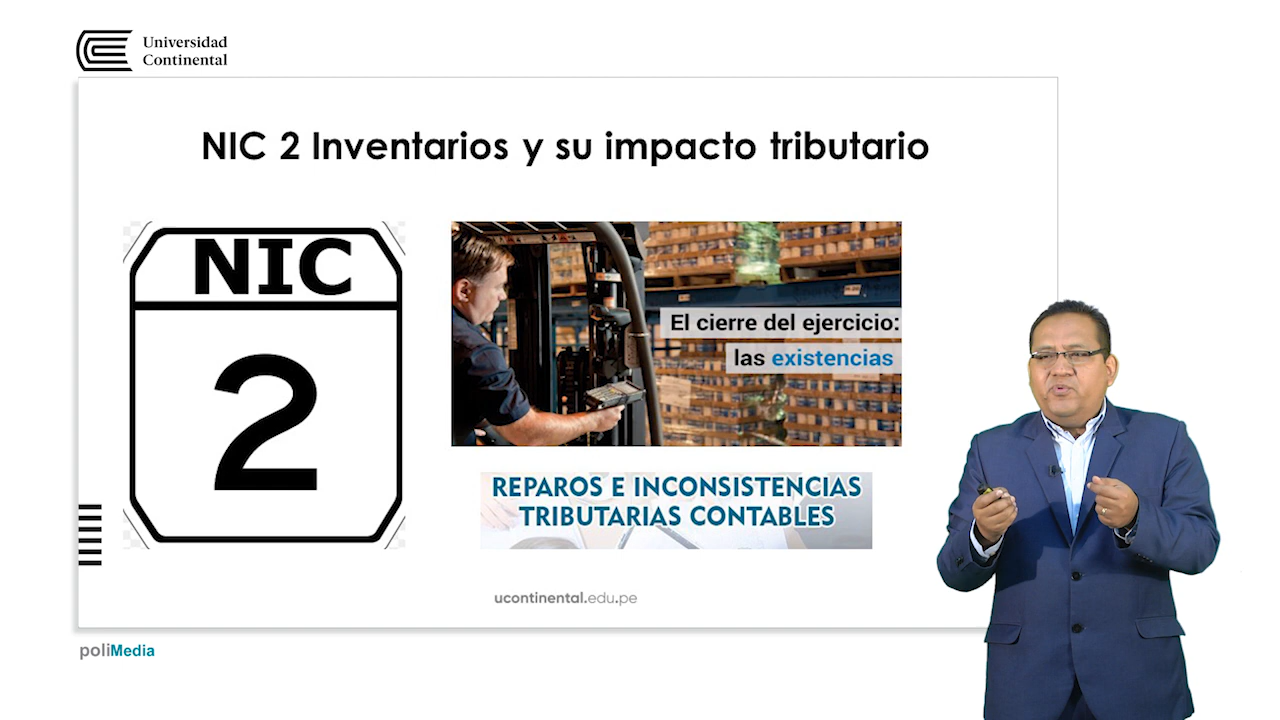 Universidad
Continental
NIC 2 Inventarios y su impacto tributario
NIC
2
El cierre del ejercicio:
las existencias
REPAROS E INCONSISTENCIAS
TRIBUTARIAS CONTABLES
ucontinental.edu.pe
poliMedia